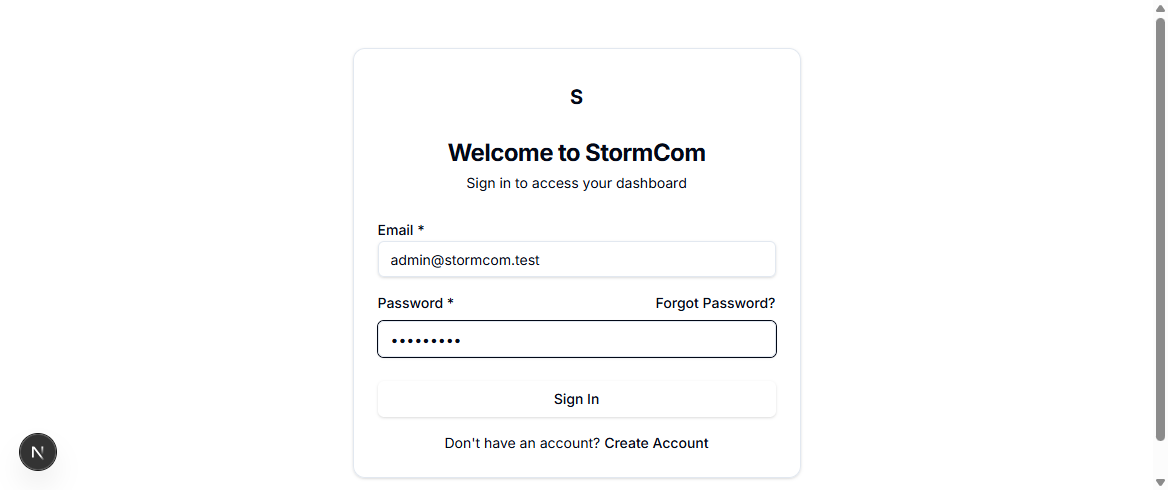 S
Welcome to StormCom
Sign in to access your dashboard
Email *
admin@stormcom.test
Password * Forgot Password?
•••••••••
Sign In
Don't have an account? Create Account
N